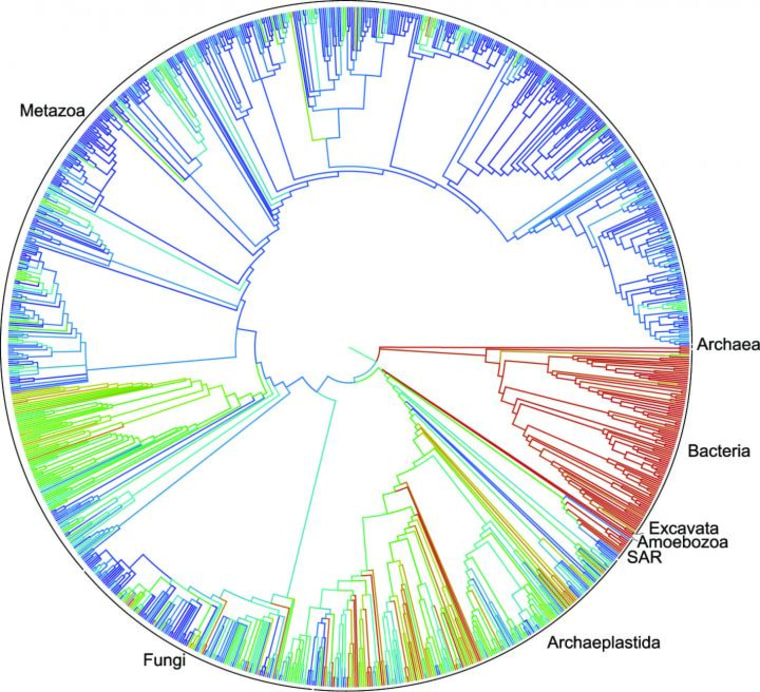 Metazoa
Archaea
Bacteria
Excavata
Amoebozoa
SAR
Archaeplastida
Fungi